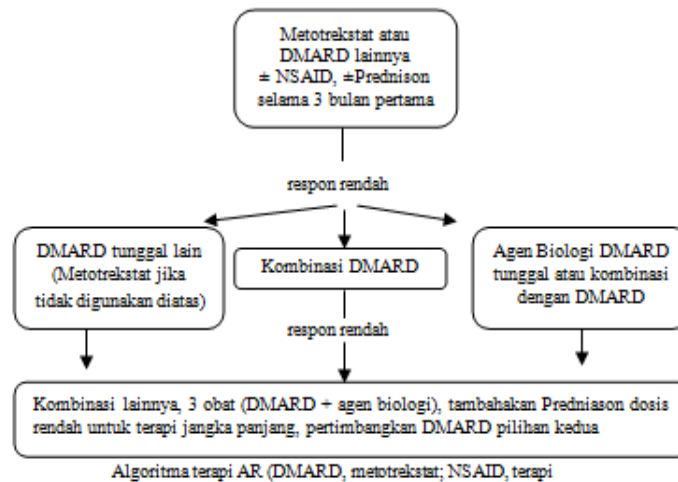 Metotrekstat atau
DMARD lainnya
± NSAID, ±Prednison
selama 3 bulan pertama
respon rendah
DMARD tunggal lain
(Metotrekstat jika
tidak digunakan diatas)
Kombinasi DMARD
Agen Biologi DMARD
tunggal atau kombinasi
dengan DMARD
respon rendah
Kombinasi lainnya, 3 obat (DMARD + agen biologi), tambahakan Predniason dosis
rendah untuk terapi jangka panjang, pertimbangkan DMARD pilihan kedua
Algoritma terapi AR (DMARD, metotrekstat; NSAID, terapi